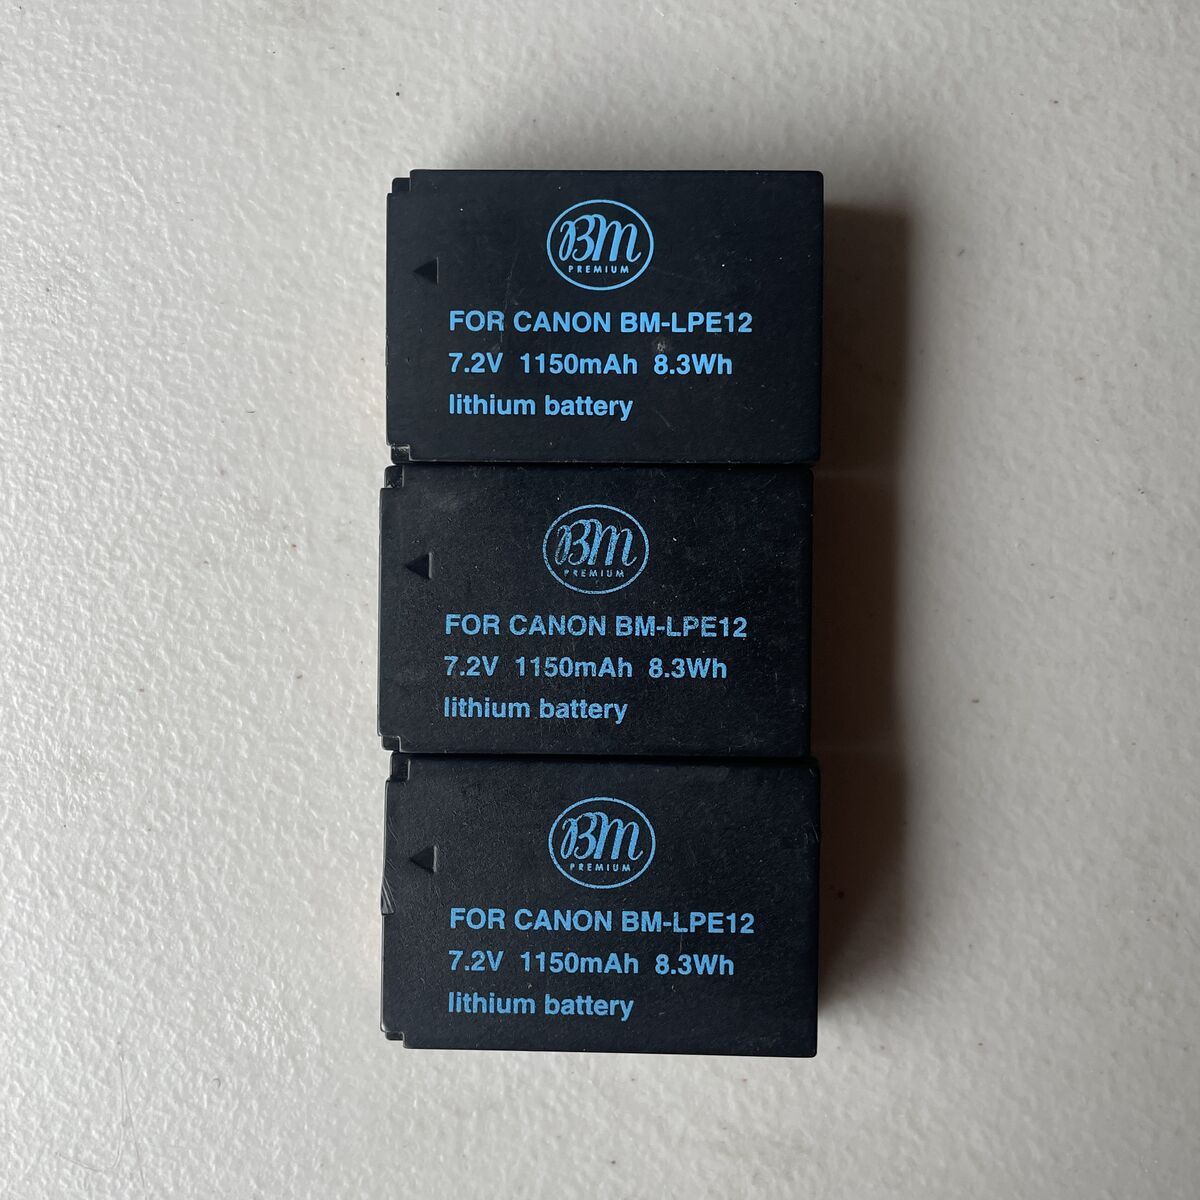 BM
PREMIUM
FOR CANON BM-LPE12
7.2V 1150mAh 8.3Wh
lithium battery
BM
PREMIUM
FOR CANON BM-LPE12
7.2V 1150mAh 8.3Wh
lithium battery
BM
PREMIUM
FOR CANON BM-LPE12
7.2V 1150mAh 8.3Wh
lithium battery